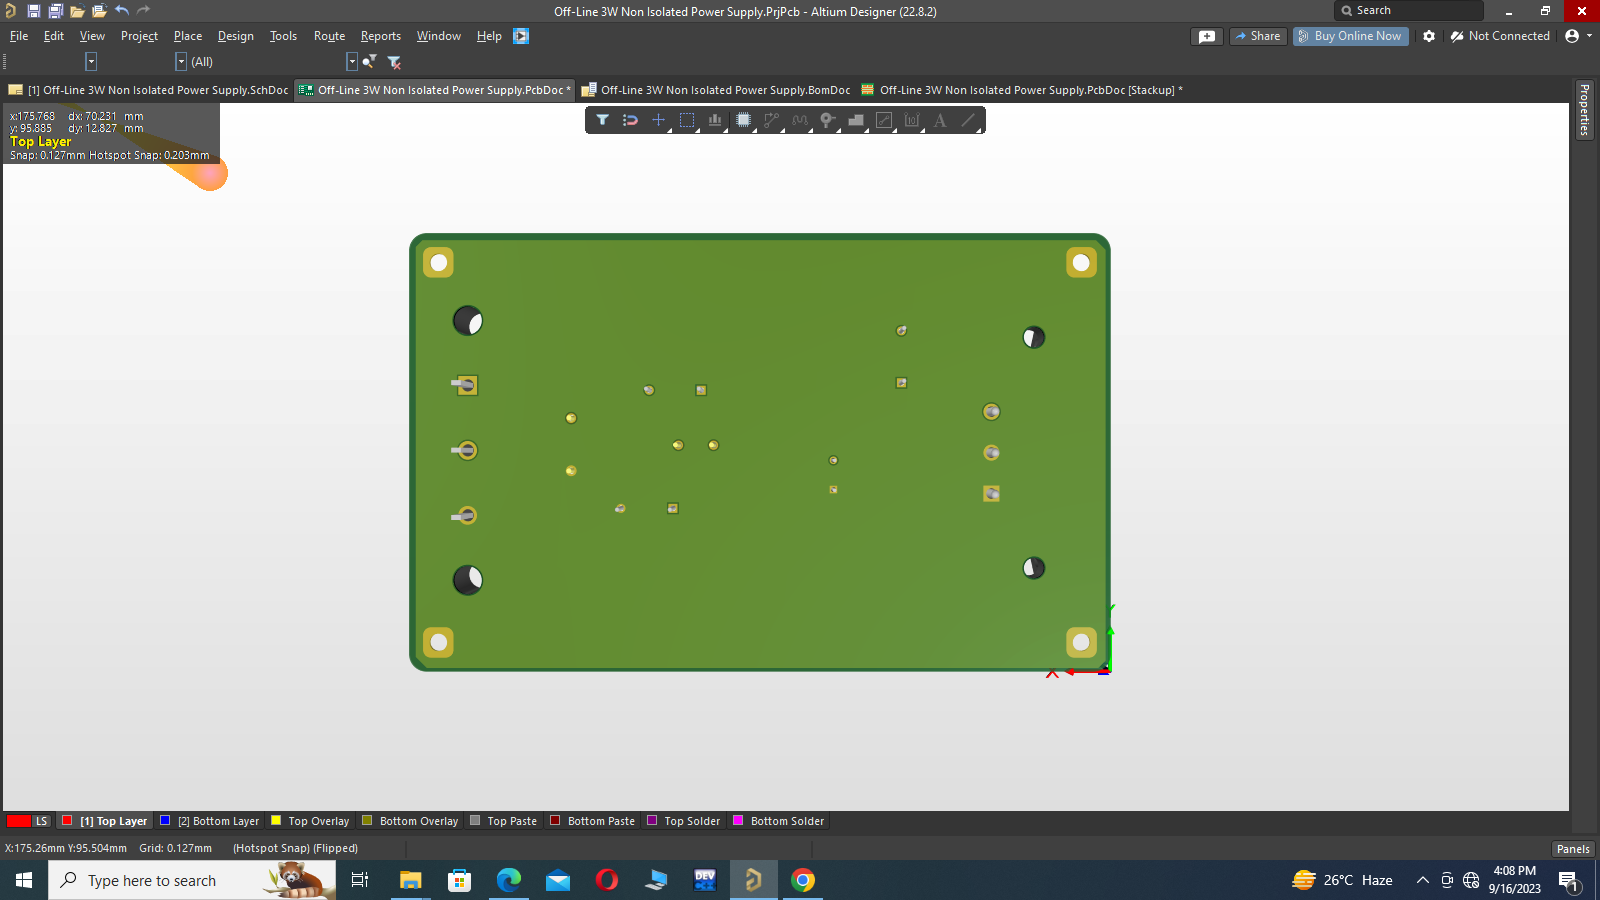 Off-Line 3W Non Isolated Power Supply.PrjPcb - Altium Designer (22.8.2)
Search
File Edit View Project Place Design Tools Route Reports Window Help
Share
Buy Online Now
Not Connected
(All)
[1] Off-Line 3W Non Isolated Power Supply.SchDoc
Off-Line 3W Non Isolated Power Supply.PcbDoc *
Off-Line 3W Non Isolated Power Supply.BomDoc
Off-Line 3W Non Isolated Power Supply.PcbDoc [Stackup] *
Properties
x:175.768 dx: 70.231 mm
y: 95.885 dy: 12.827 mm
Top Layer
Snap: 0.127mm Hotspot Snap: 0.203mm
A
Y
X
LS [1] Top Layer [2] Bottom Layer Top Overlay Bottom Overlay Top Paste Bottom Paste Top Solder Bottom Solder
X:175.26mm Y:95.504mm Grid: 0.127mm (Hotspot Snap) (Flipped)
Panels
Type here to search
DEV
26°C Haze
4:08 PM
9/16/2023
1